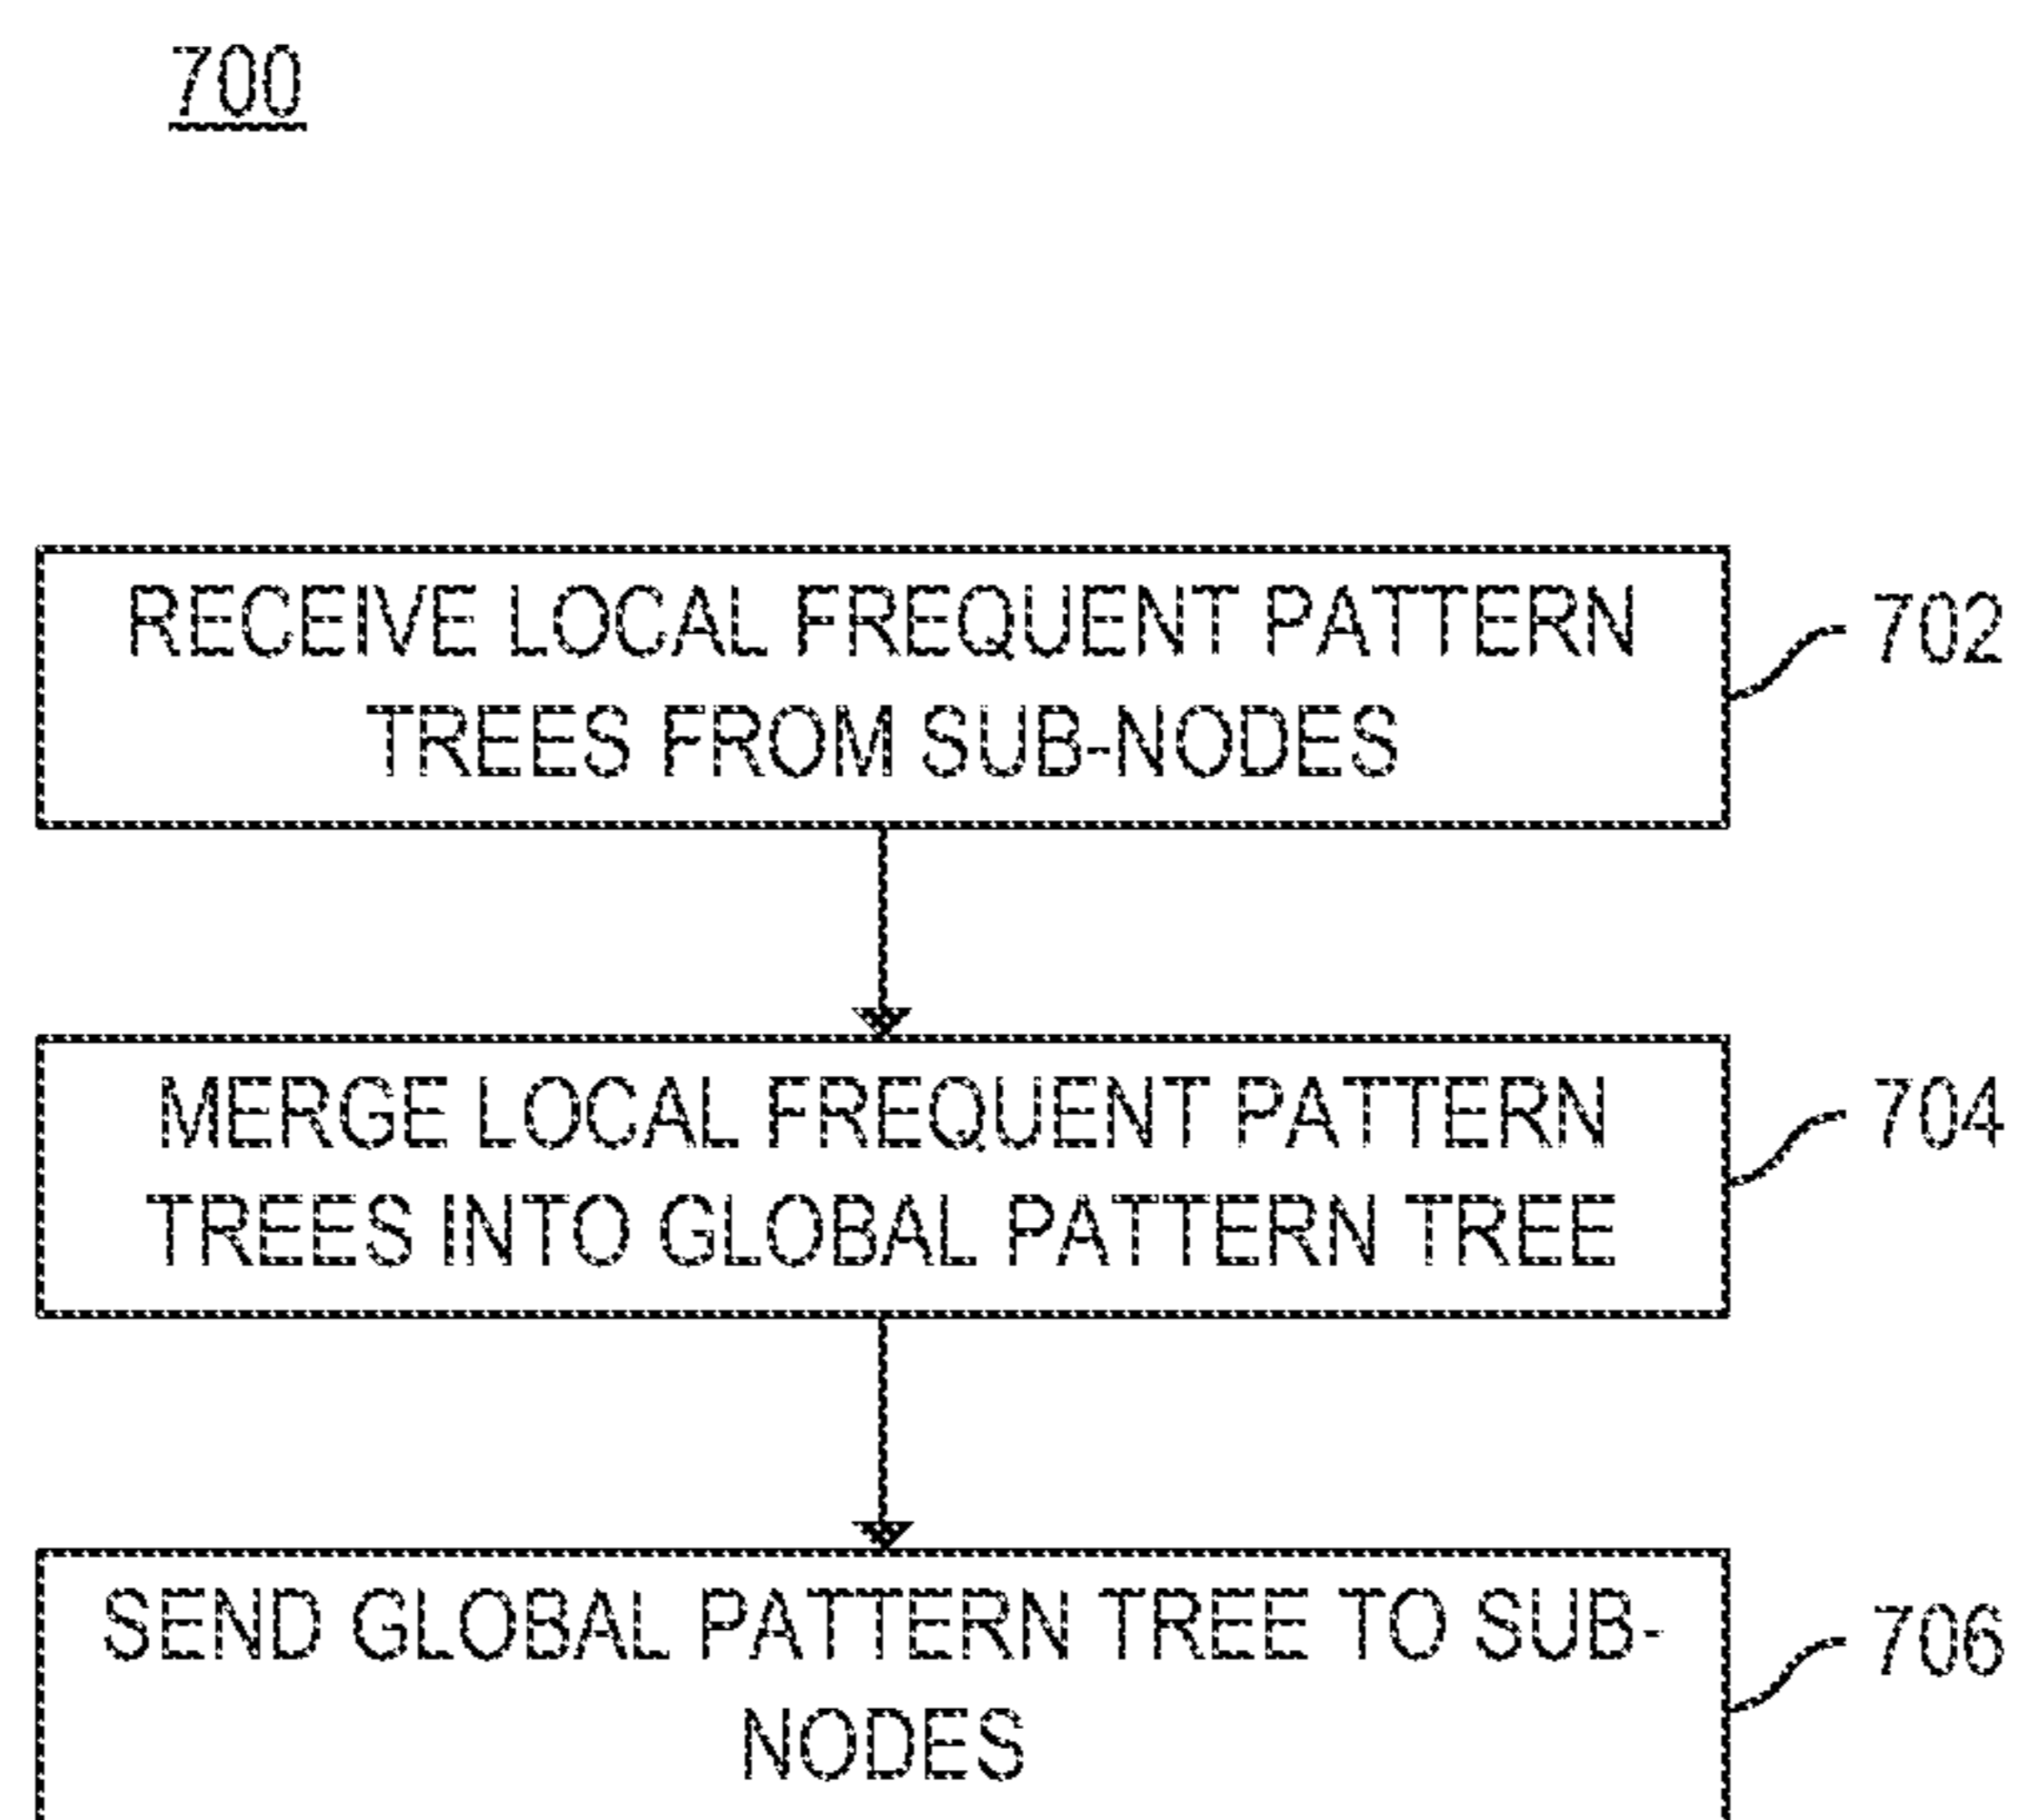 700
RECEIVE LOCAL FREQUENT PATTERN
TREES FROM SUB-NODES
702
MERGE LOCAL FREQUENT PATTERN
TREES INTO GLOBAL PATTERN TREE
704
SEND GLOBAL PATTERN TREE TO SUB-
NODES
706